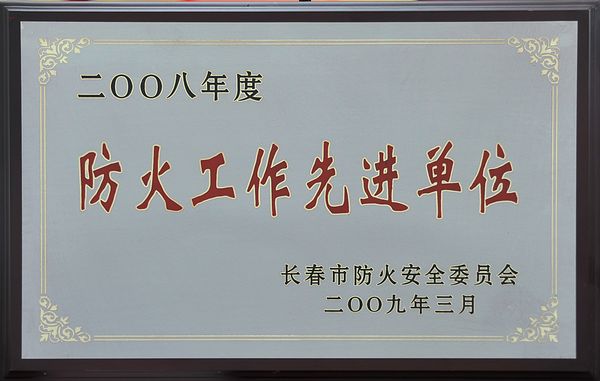 二〇〇八年度
防火工作先进单位
长春市防火安全委员会
二〇〇九年三月